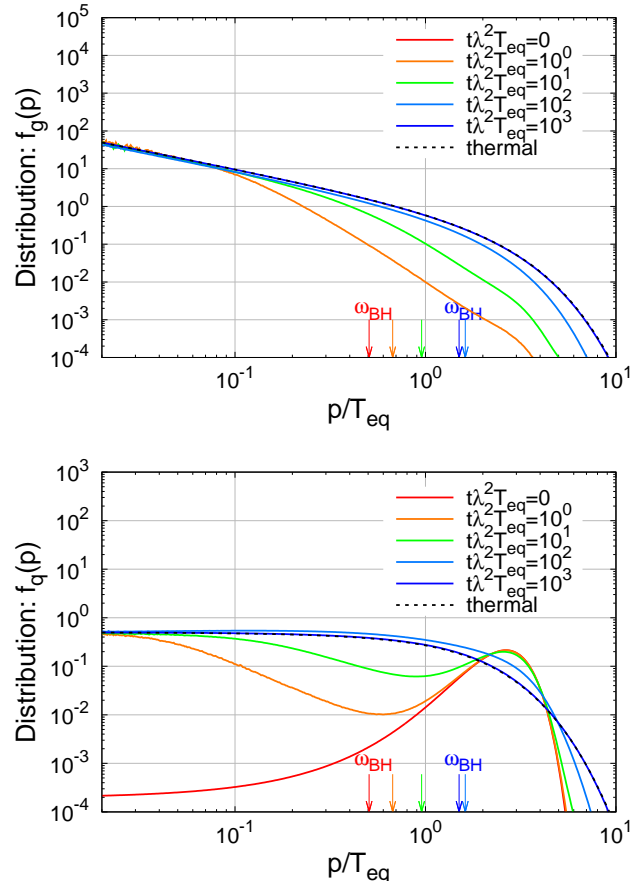 10^5
10^4
10^3
10^2
10^1
10^0
10^-1
10^-2
10^-3
10^-4
Distribution: f_g(p)
tλ^2T_eq=0
tλ^2T_eq=10^0
tλ^2T_eq=10^1
tλ^2T_eq=10^2
tλ^2T_eq=10^3
thermal
ω_BH ω_BH
10^-1 10^0 10^1
p/T_eq
10^3
10^2
10^1
10^0
10^-1
10^-2
10^-3
10^-4
Distribution: f_q(p)
tλ^2T_eq=0
tλ^2T_eq=10^0
tλ^2T_eq=10^1
tλ^2T_eq=10^2
tλ^2T_eq=10^3
thermal
ω_BH ω_BH
10^-1 10^0 10^1
p/T_eq